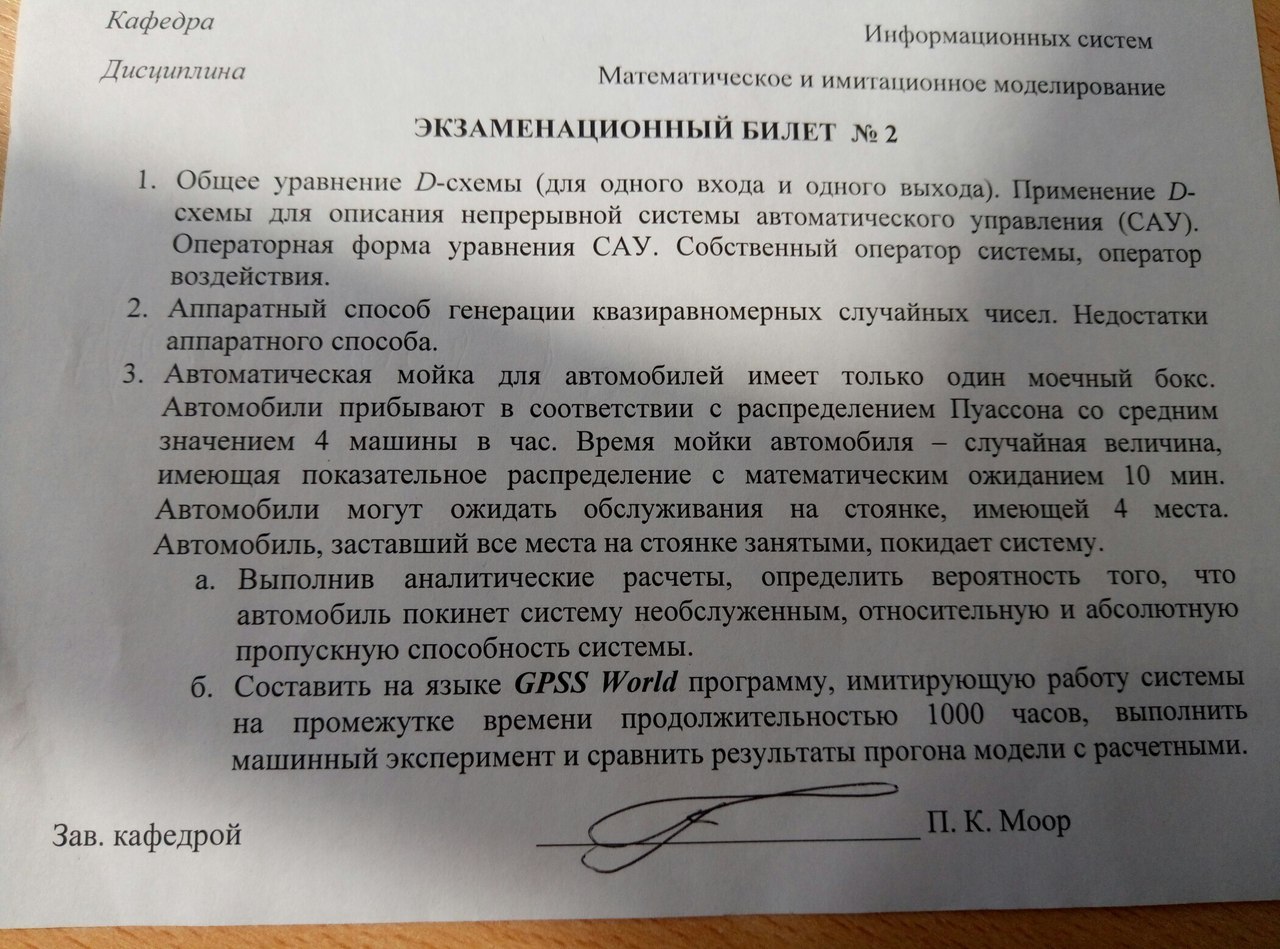 Кафедра
Информационных систем
Дисциплина
Математическое и имитационное моделирование
ЭКЗАМЕНАЦИОННЫЙ БИЛЕТ № 2
1. Общее уравнение D-схемы (для одного входа и одного выхода). Применение D-
схемы для описания непрерывной системы автоматического управления (САУ).
Операторная форма уравнения САУ. Собственный оператор системы, оператор
воздействия.
2. Аппаратный способ генерации квазиравномерных случайных чисел. Недостатки
аппаратного способа.
3. Автоматическая мойка для автомобилей имеет только один моечный бокс.
Автомобили прибывают в соответствии с распределением Пуассона со средним
значением 4 машины в час. Время мойки автомобиля – случайная величина,
имеющая показательное распределение с математическим ожиданием 10 мин.
Автомобили могут ожидать обслуживания на стоянке, имеющей 4 места.
Автомобиль, заставший все места на стоянке занятыми, покидает систему.
а. Выполнив аналитические расчеты, определить вероятность того, что
автомобиль покинет систему необслуженным, относительную и абсолютную
пропускную способность системы.
б. Составить на языке GPSS World программу, имитирующую работу системы
на промежутке времени продолжительностью 1000 часов, выполнить
машинный эксперимент и сравнить результаты прогона модели с расчетными.
Зав. кафедрой
П. К. Моор